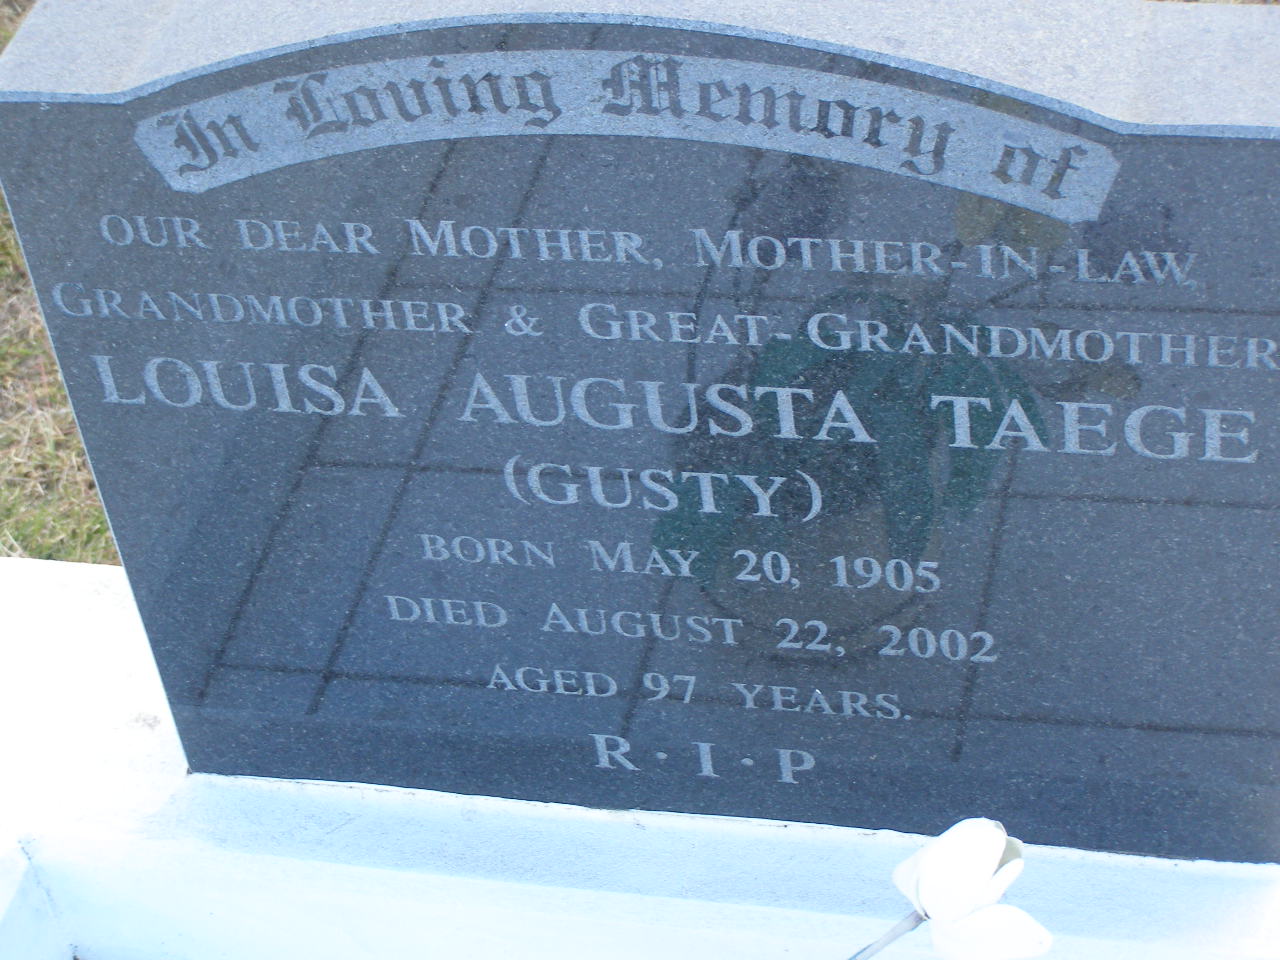 In Loving Memory of
OUR DEAR MOTHER, MOTHER-IN-LAW,
GRANDMOTHER & GREAT-GRANDMOTHER
LOUISA AUGUSTA TAEGE
(GUSTY)
BORN MAY 20, 1905
DIED AUGUST 22, 2002
AGED 97 YEARS.
R·I·P